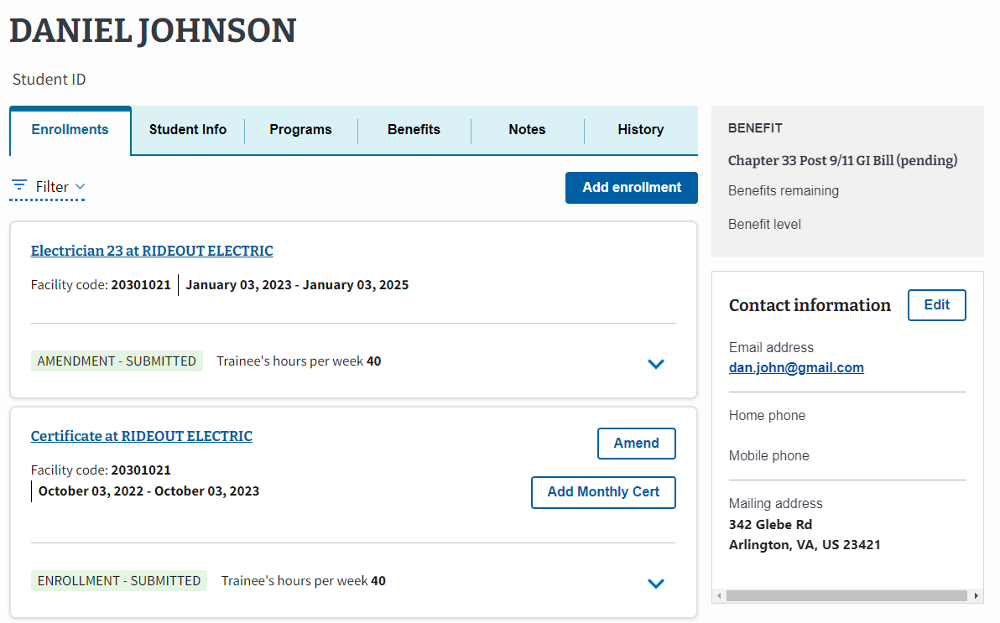 DANIEL JOHNSON
Student ID
Enrollments
Student Info
Programs
Benefits
Notes
History
Filter
Add enrollment
Electrician 23 at RIDEOUT ELECTRIC
Facility code: 20301021 January 03, 2023 - January 03, 2025
AMENDMENT - SUBMITTED Trainee's hours per week 40
Certificate at RIDEOUT ELECTRIC
Amend
Facility code: 20301021
October 03, 2022 - October 03, 2023
Add Monthly Cert
ENROLLMENT - SUBMITTED Trainee's hours per week 40
BENEFIT
Chapter 33 Post 9/11 GI Bill (pending)
Benefits remaining
Benefit level
Contact information
Edit
Email address
dan.john@gmail.com
Home phone
Mobile phone
Mailing address
342 Glebe Rd
Arlington, VA, US 23421